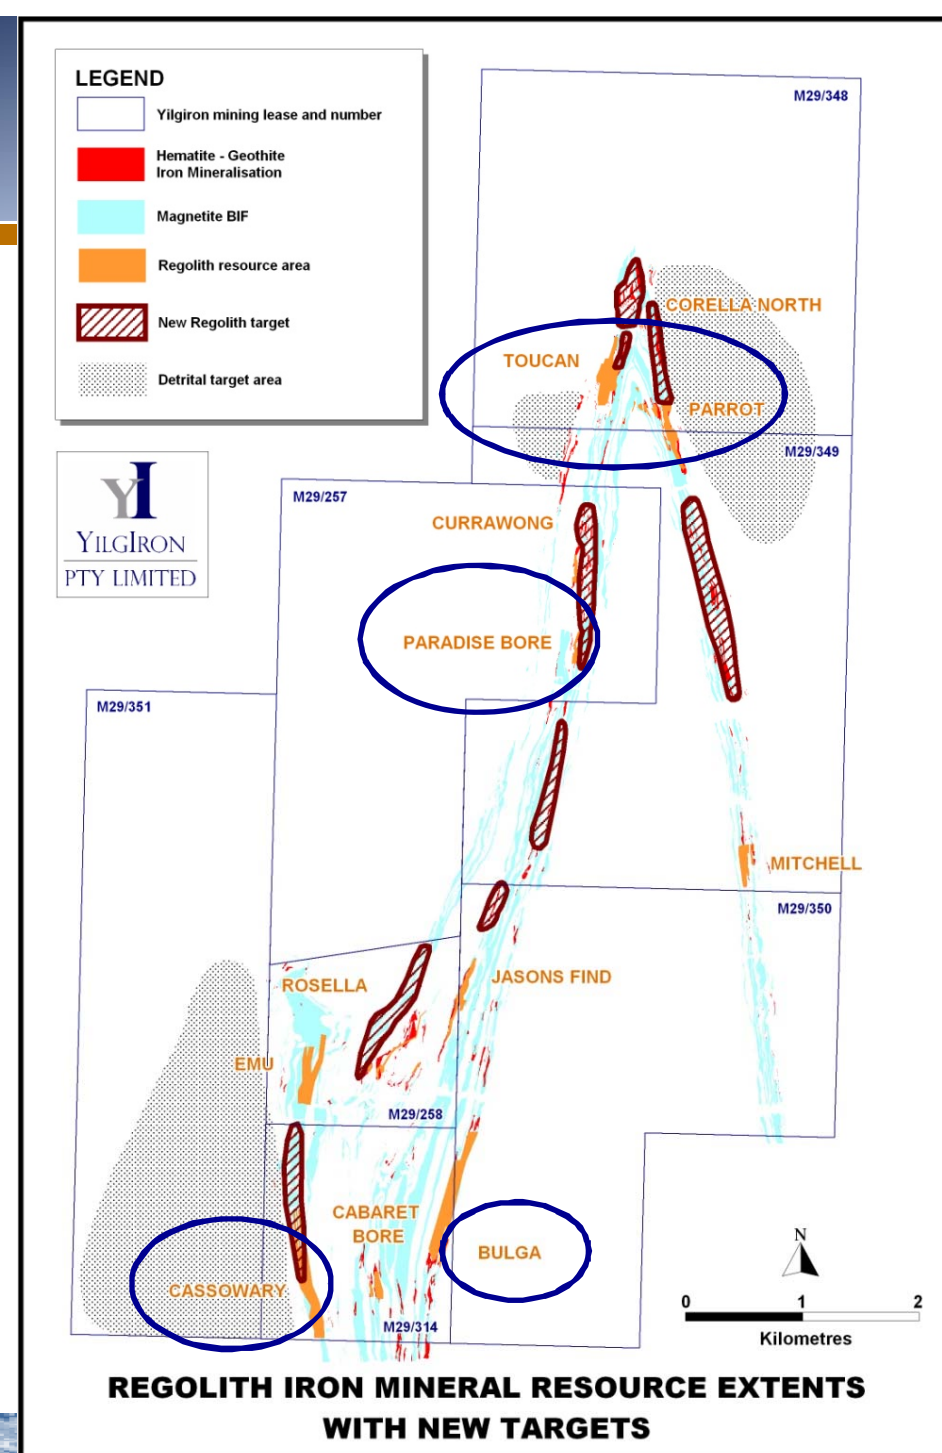 LEGEND
Yilgiron mining lease and number
Hematite - Geothite
Iron Mineralisation
Magnetite BIF
Regolith resource area
New Regolith target
Detrital target area
YI
YILGIRON
PTY LIMITED
M29/348
CORELLA NORTH
TOUCAN
PARROT
M29/349
M29/257
CURRAWONG
PARADISE BORE
M29/351
MITCHELL
M29/350
ROSELLA
JASONS FIND
EMU
M29/258
CABARET
BORE
BULGA
CASSOWARY
M29/314
N
0 1 2
Kilometres
REGOLITH IRON MINERAL RESOURCE EXTENTS
WITH NEW TARGETS